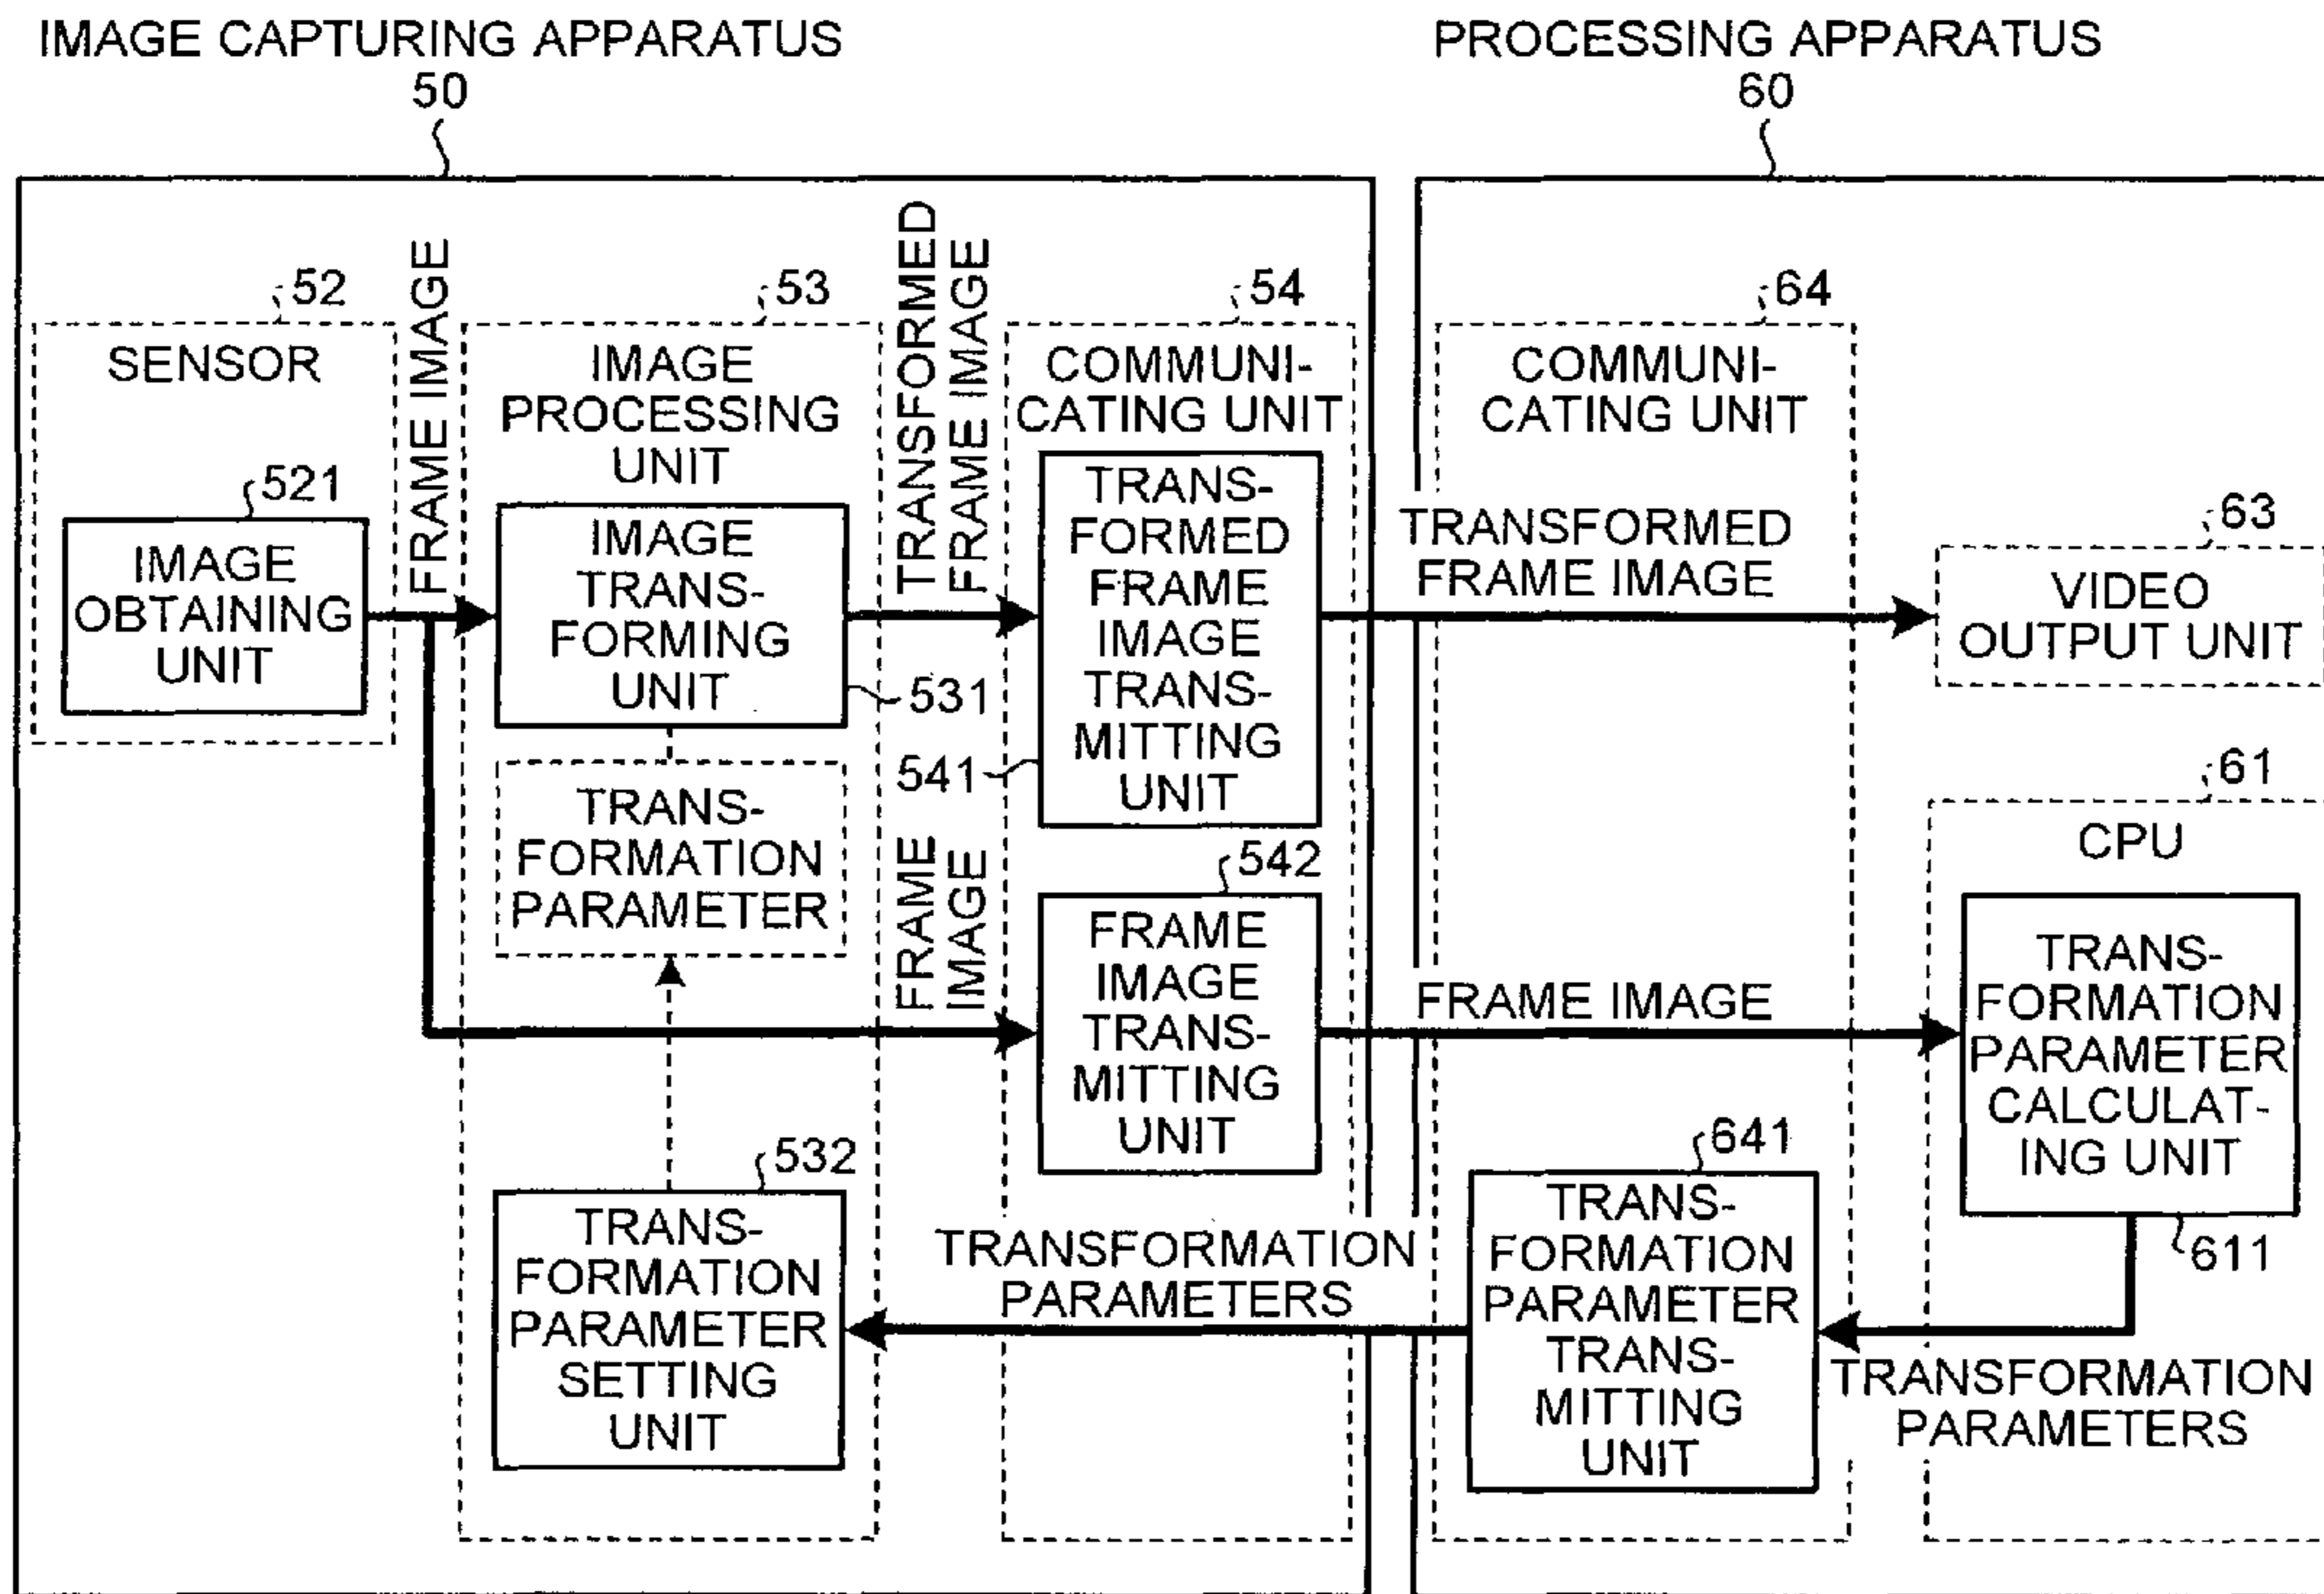 IMAGE CAPTURING APPARATUS
50
PROCESSING APPARATUS
60
52
SENSOR
521
IMAGE
OBTAINING
UNIT
FRAME IMAGE
53
IMAGE
PROCESSING
UNIT
IMAGE
TRANS-
FORMING
UNIT
531
TRANS-
FORMATION
PARAMETER
532
TRANS-
FORMATION
PARAMETER
SETTING
UNIT
TRANSFORMED
FRAME IMAGE
FRAME
IMAGE
54
COMMUNI-
CATING UNIT
TRANS-
FORMED
FRAME
IMAGE
TRANS-
MITTING
UNIT
541
542
FRAME
IMAGE
TRANS-
MITTING
UNIT
TRANSFORMATION
PARAMETERS
64
COMMUNI-
CATING UNIT
TRANSFORMED
FRAME IMAGE
FRAME IMAGE
641
TRANS-
FORMATION
PARAMETER
TRANS-
MITTING
UNIT
63
VIDEO
OUTPUT UNIT
61
CPU
TRANS-
FORMATION
PARAMETER
CALCULAT-
ING UNIT
611
TRANSFORMATION
PARAMETERS